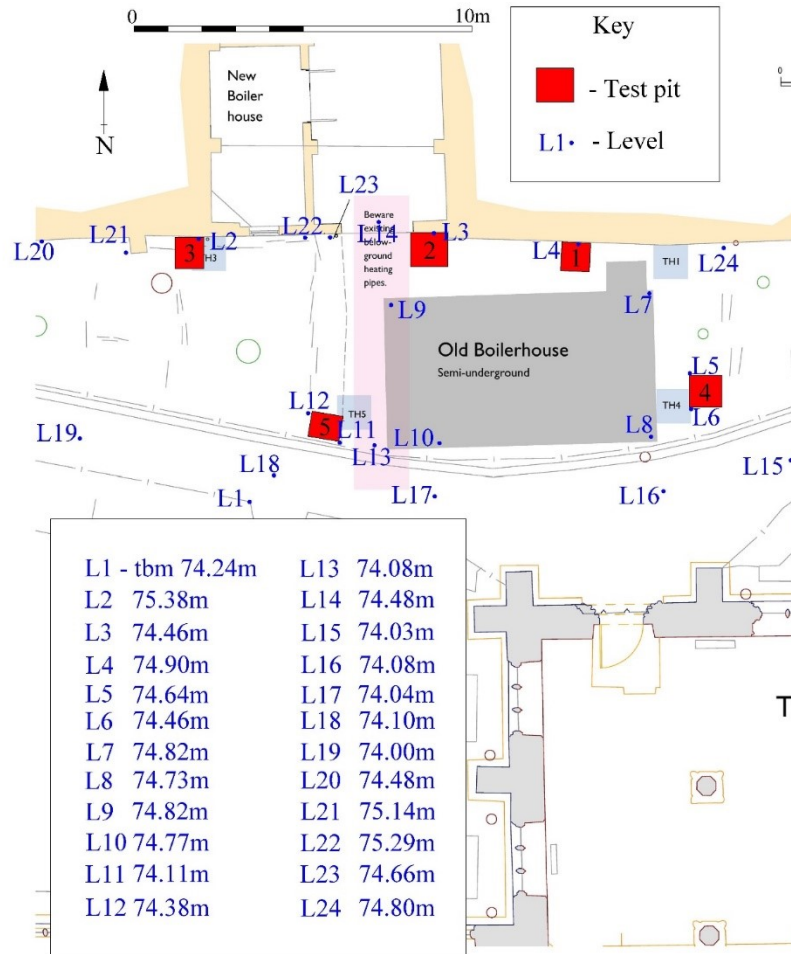 0 10m
Key
- Test pit
L1 - Level
N
New
Boiler
house
0
L23
L20
L21
3
H3
L2
L22
Beware
existing
below-
ground
heating
pipes.
L14
2
L3
L4
1
TH1
L24
L9
L7
Old Boilerhouse
Semi-underground
L5
4
TH4
L6
L12
TH5
5
L11
L10
L8
L13
L19
L18
L1
L17
L16
L15
L1 - tbm 74.24m
L2 75.38m
L3 74.46m
L4 74.90m
L5 74.64m
L6 74.46m
L7 74.82m
L8 74.73m
L9 74.82m
L10 74.77m
L11 74.11m
L12 74.38m
L13 74.08m
L14 74.48m
L15 74.03m
L16 74.08m
L17 74.04m
L18 74.10m
L19 74.00m
L20 74.48m
L21 75.14m
L22 75.29m
L23 74.66m
L24 74.80m
T